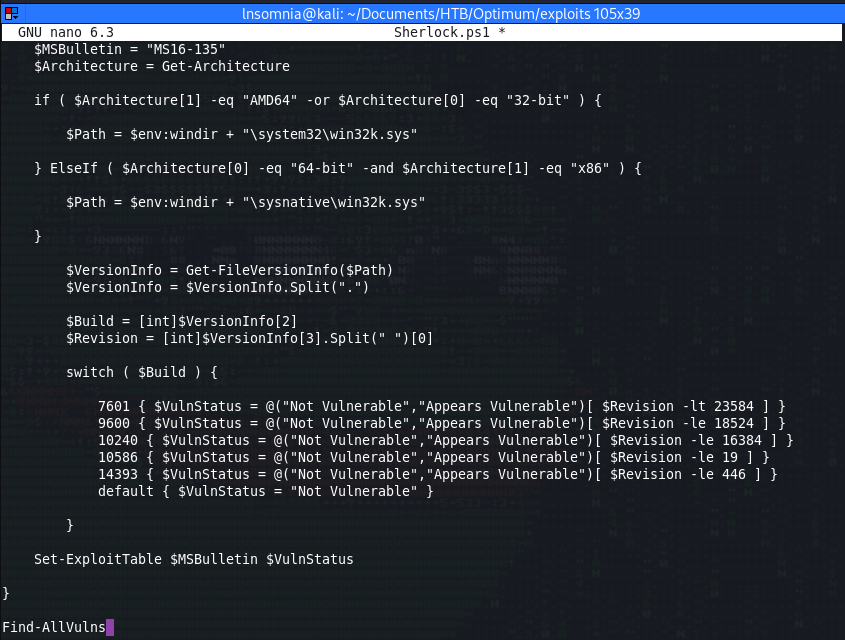 lnsomnia@kali: ~/Documents/HTB/Optimum/exploits 105x39
GNU nano 6.3 Sherlock.ps1 *
$MSBulletin = "MS16-135"
$Architecture = Get-Architecture
if ( $Architecture[1] -eq "AMD64" -or $Architecture[0] -eq "32-bit" ) {
$Path = $env:windir + "\system32\win32k.sys"
} ElseIf ( $Architecture[0] -eq "64-bit" -and $Architecture[1] -eq "x86" ) {
$Path = $env:windir + "\sysnative\win32k.sys"
}
$VersionInfo = Get-FileVersionInfo($Path)
$VersionInfo = $VersionInfo.Split(".")
$Build = [int]$VersionInfo[2]
$Revision = [int]$VersionInfo[3].Split(" ")[0]
switch ( $Build ) {
7601 { $VulnStatus = @("Not Vulnerable","Appears Vulnerable")[ $Revision -lt 23584 ] }
9600 { $VulnStatus = @("Not Vulnerable","Appears Vulnerable")[ $Revision -le 18524 ] }
10240 { $VulnStatus = @("Not Vulnerable","Appears Vulnerable")[ $Revision -le 16384 ] }
10586 { $VulnStatus = @("Not Vulnerable","Appears Vulnerable")[ $Revision -le 19 ] }
14393 { $VulnStatus = @("Not Vulnerable","Appears Vulnerable")[ $Revision -le 446 ] }
default { $VulnStatus = "Not Vulnerable" }
}
Set-ExploitTable $MSBulletin $VulnStatus
}
Find-AllVulns